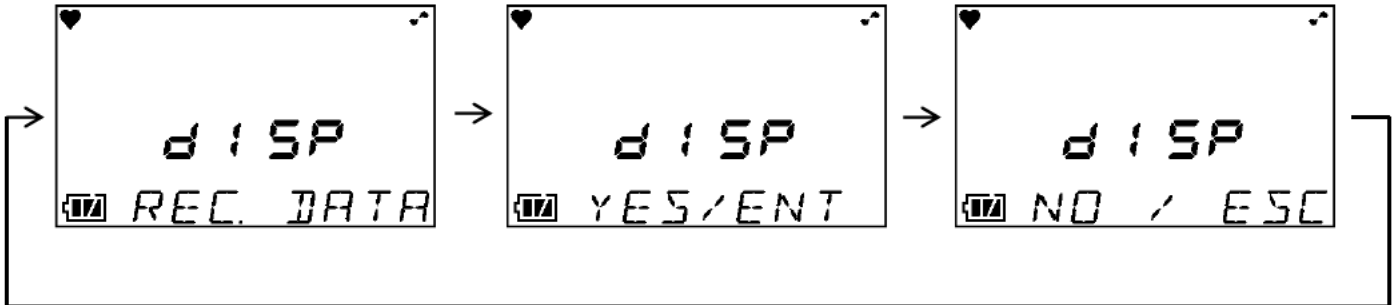 dISP
REC. DATA
dISP
YES/ENT
dISP
NO / ESC